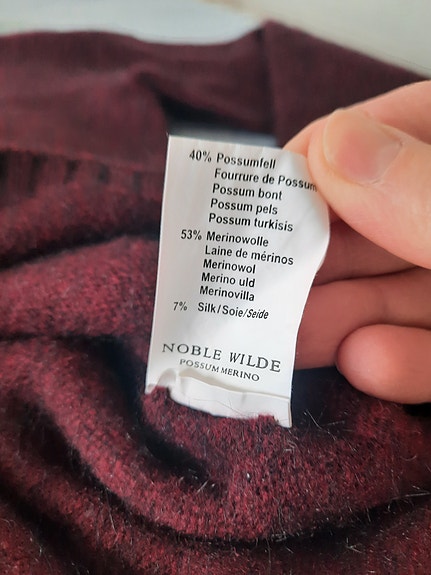 40% Possumfell
Fourrure de Possum
Possum bont
Possum pels
Possum turkisis
53% Merinowolle
Laine de mérinos
Merinowol
Merino uld
Merinovilla
7% Silk/Soie/Seide
NOBLE WILDE
POSSUM MERINO